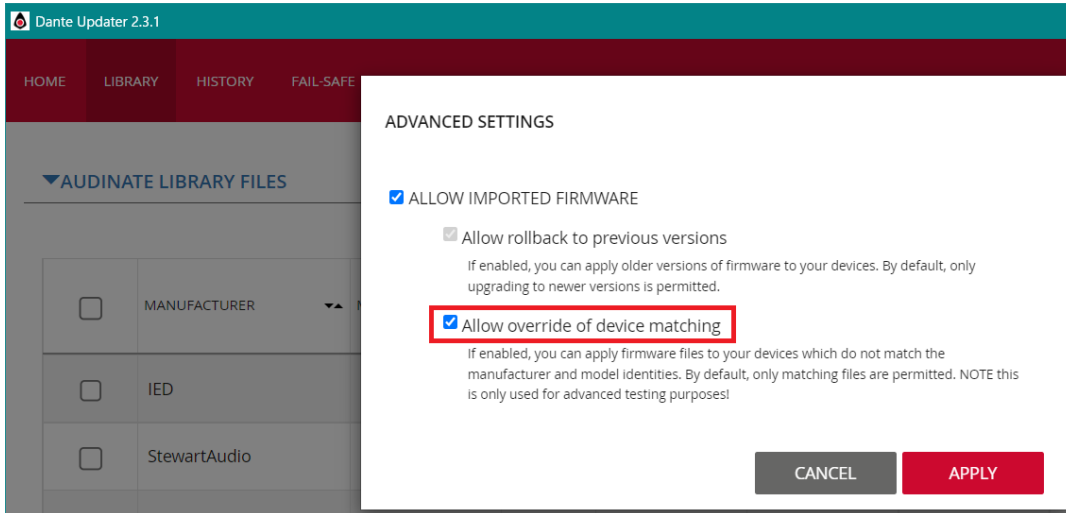 Dante Updater 2.3.1
HOME LIBRARY HISTORY FAIL-SAFE
ADVANCED SETTINGS
AUDINATE LIBRARY FILES
ALLOW IMPORTED FIRMWARE
Allow rollback to previous versions
If enabled, you can apply older versions of firmware to your devices. By default, only
upgrading to newer versions is permitted.
MANUFACTURER
Allow override of device matching
If enabled, you can apply firmware files to your devices which do not match the
manufacturer and model identities. By default, only matching files are permitted. NOTE this
is only used for advanced testing purposes!
IED
StewartAudio
CANCEL APPLY